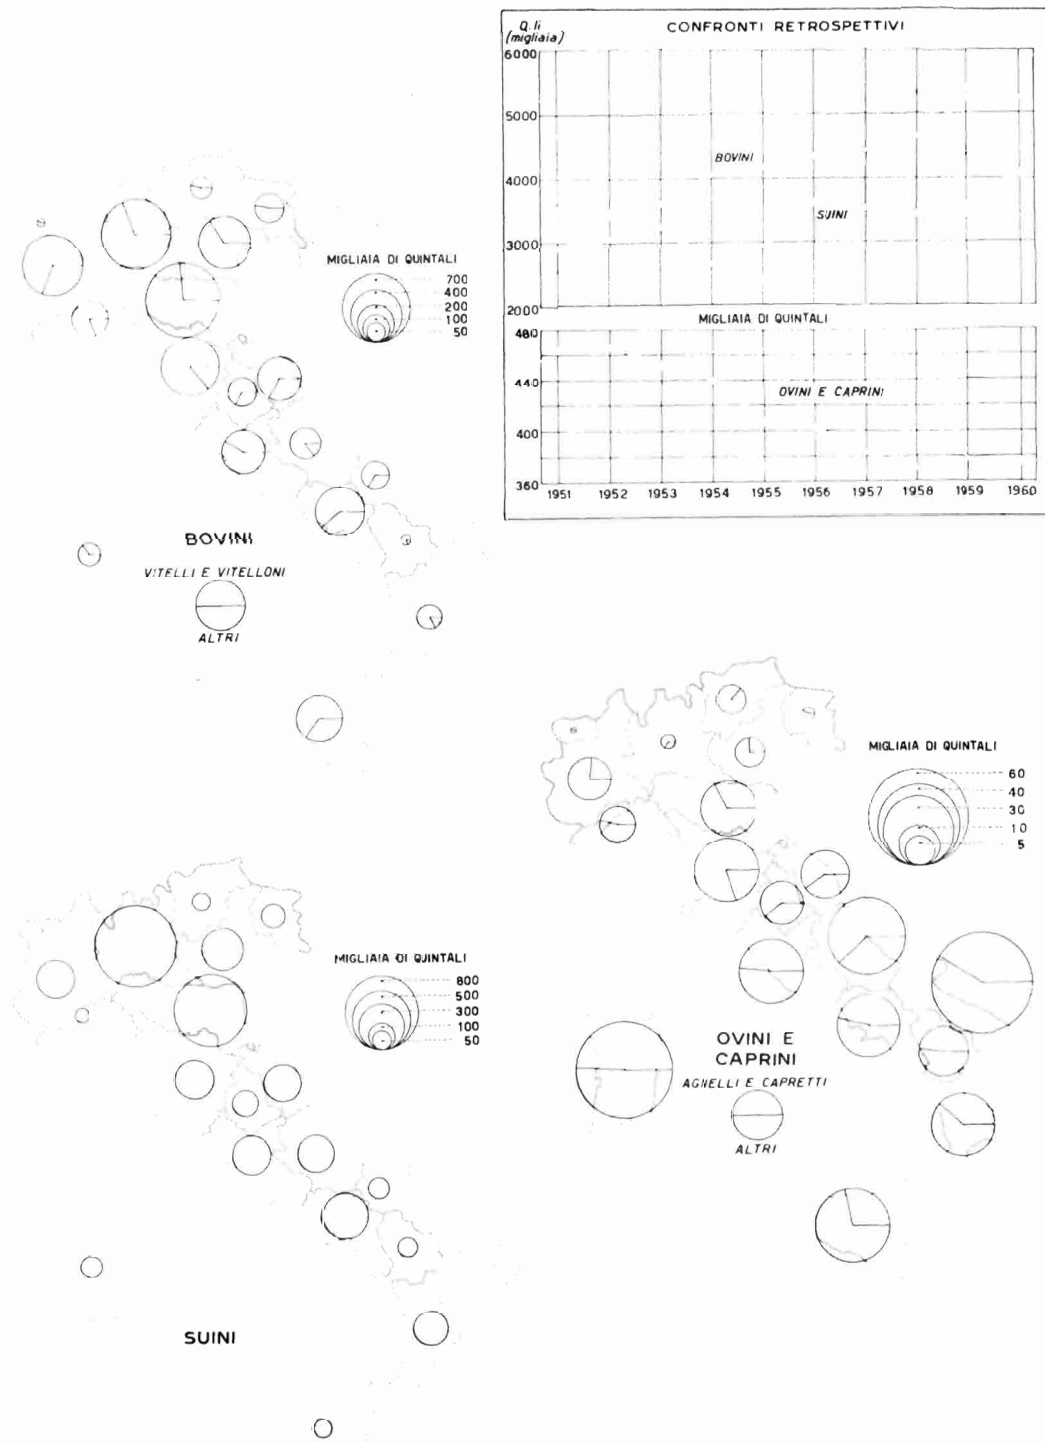 Q.li
(migliaia)
CONFRONTI RETROSPETTIVI
6000
5000
4000
3000
2000
BOVINI
SUINI
MIGLIAIA DI QUINTALI
480
440
400
360
OVINI E CAPRINI
1951 1952 1953 1954 1955 1956 1957 1958 1959 1960
MIGLIAIA DI QUINTALI
700
400
200
100
50
BOVINI
VITELLI E VITELLONI
ALTRI
MIGLIAIA DI QUINTALI
60
40
30
10
5
OVINI E
CAPRINI
AGNELLI E CAPRETTI
ALTRI
MIGLIAIA DI QUINTALI
800
500
300
100
50
SUINI